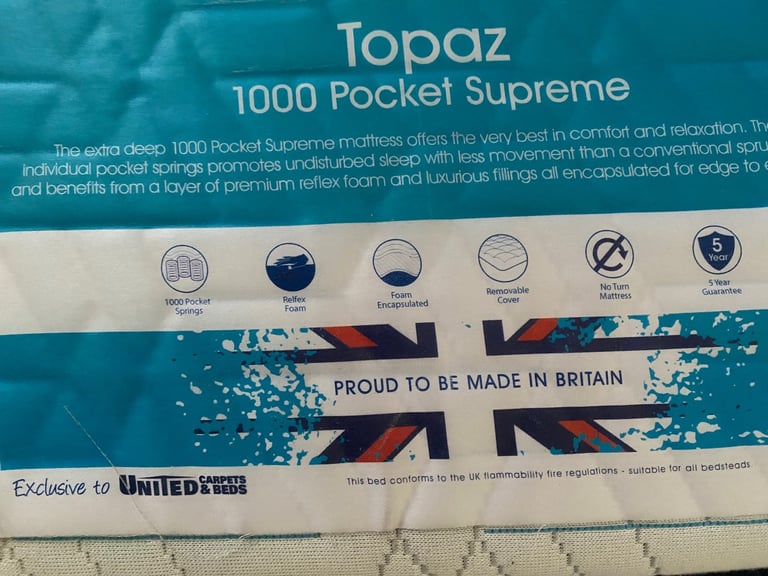 Topaz
1000 Pocket Supreme
The extra deep 1000 Pocket Supreme mattress offers the very best in comfort and relaxation. The
individual pocket springs promotes undisturbed sleep with less movement than a conventional spru
and benefits from a layer of premium reflex foam and luxurious fillings all encapsulated for edge to e
1000 Pocket
Springs
Relfex
Foam
Foam
Encapsulated
Removable
Cover
No Turn
Mattress
5
Year
5 Year
Guarantee
PROUD TO BE MADE IN BRITAIN
Exclusive to UNITED CARPETS & BEDS
This bed conforms to the UK flammability fire regulations - suitable for all bedsteads.